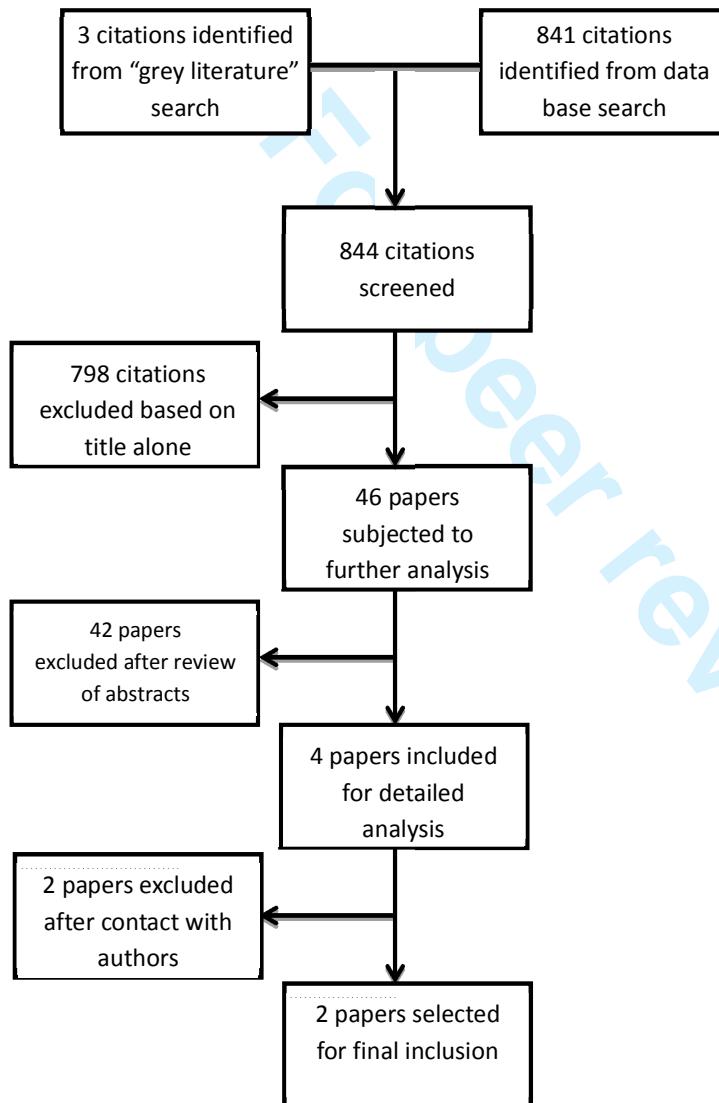 3 citations identified
from “grey literature”
search
841 citations
identified from data
base search
844 citations
screened
798 citations
excluded based on
title alone
46 papers
subjected to
further analysis
42 papers
excluded after review
of abstracts
4 papers included
for detailed
analysis
2 papers excluded
after contact with
authors
2 papers selected
for final inclusion
peer rev